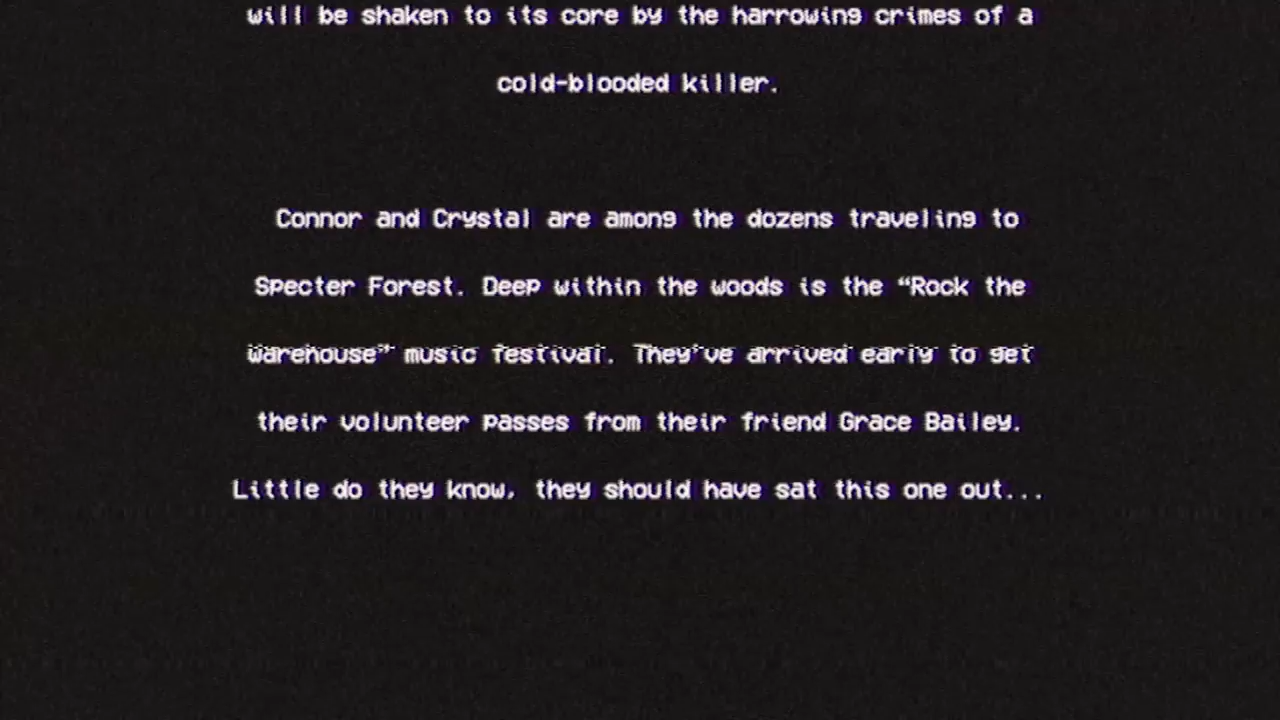 will be shaken to its core by the harrowing crimes of a
cold-blooded killer.
Connor and Crystal are among the dozens traveling to
Specter Forest. Deep within the woods is the “Rock the
Warehouse” music festival. They’ve arrived early to get
their volunteer passes from their friend Grace Bailey.
Little do they know, they should have sat this one out...